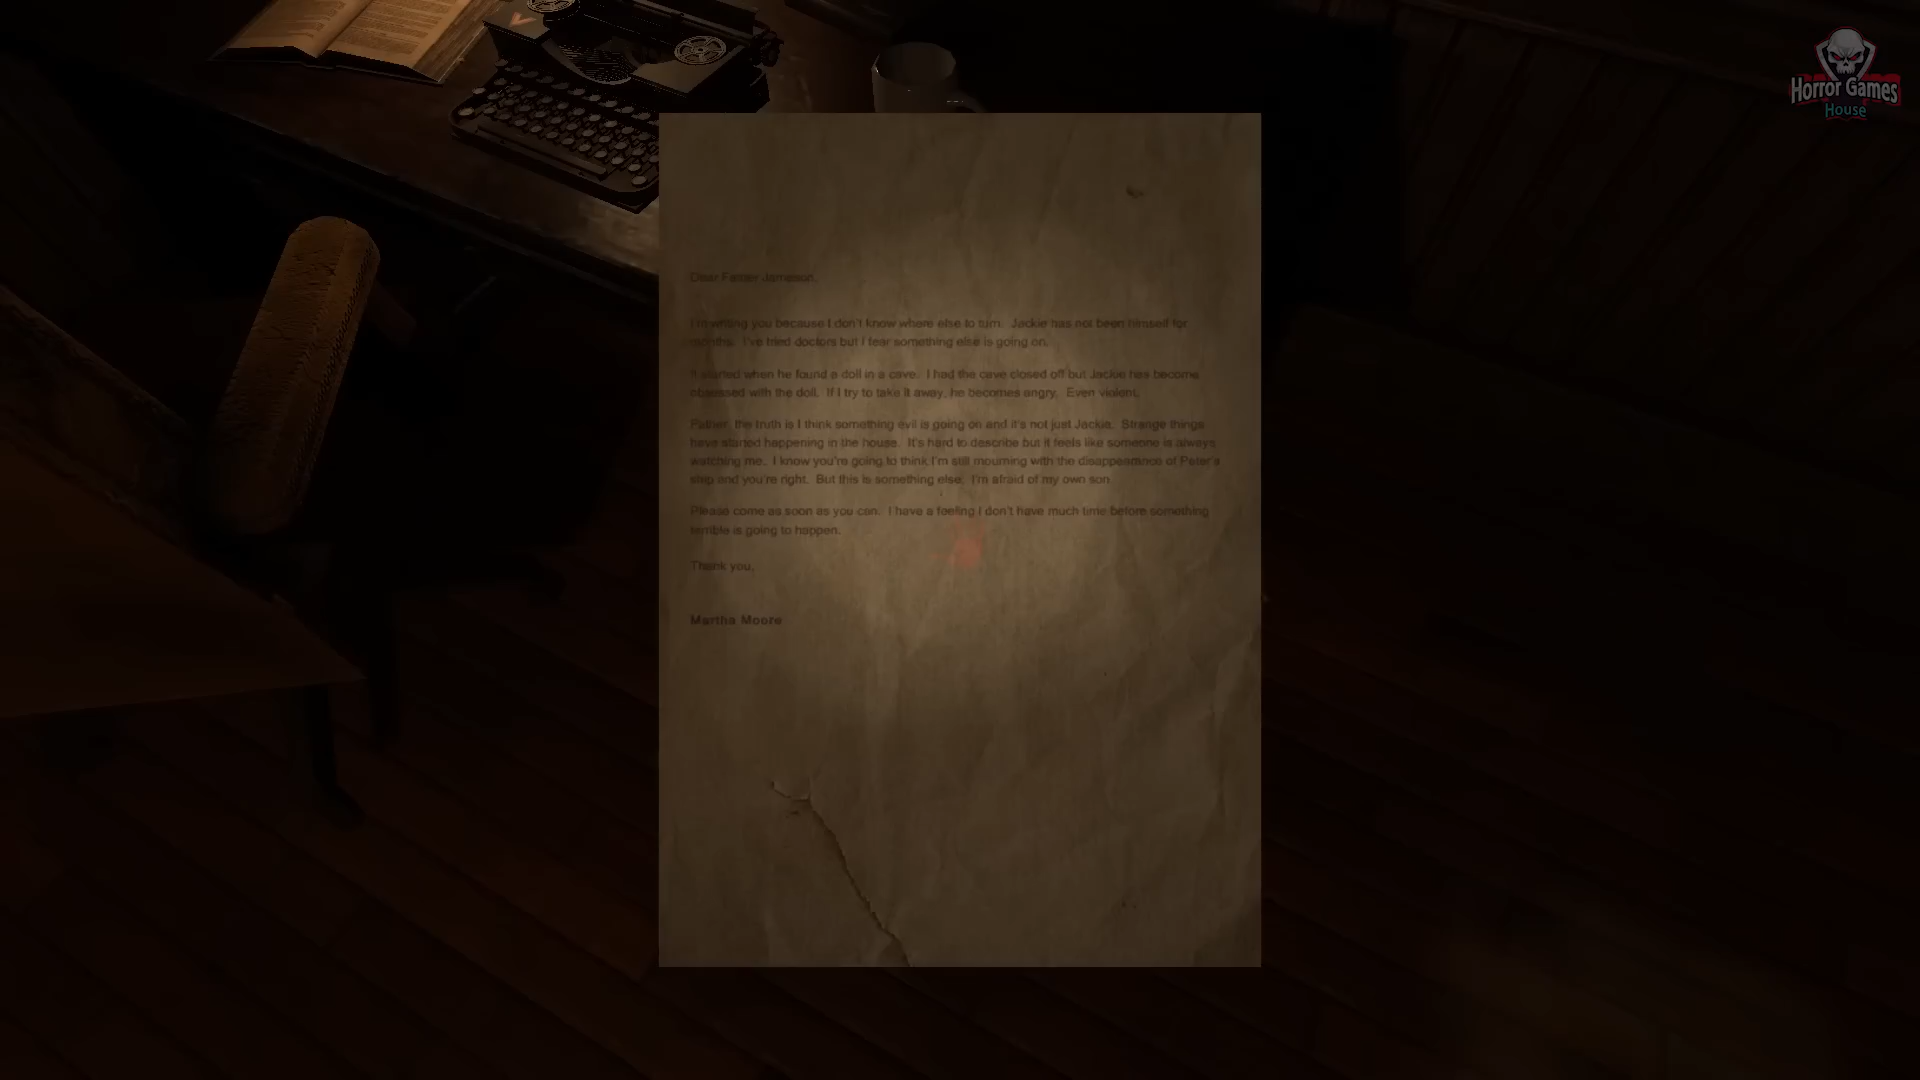 Horror Games
House
Dear Father Jameson,
I'm writing you because I don't know where else to turn. Jackie has not been himself for
months. I've tried doctors but I fear something else is going on.
It started when he found a doll in a cave. I had the cave closed off but Jackie has become
obsessed with the doll. If I try to take it away, he becomes angry. Even violent.
Father, the truth is I think something evil is going on and it's not just Jackie. Strange things
have started happening in the house. It's hard to describe but it feels like someone is always
watching me. I know you're going to think I'm still mourning with the disappearance of Peter's
ship and you're right. But this is something else. I'm afraid of my own son.
Please come as soon as you can. I have a feeling I don't have much time before something
terrible is going to happen.
Thank you,
Martha Moore